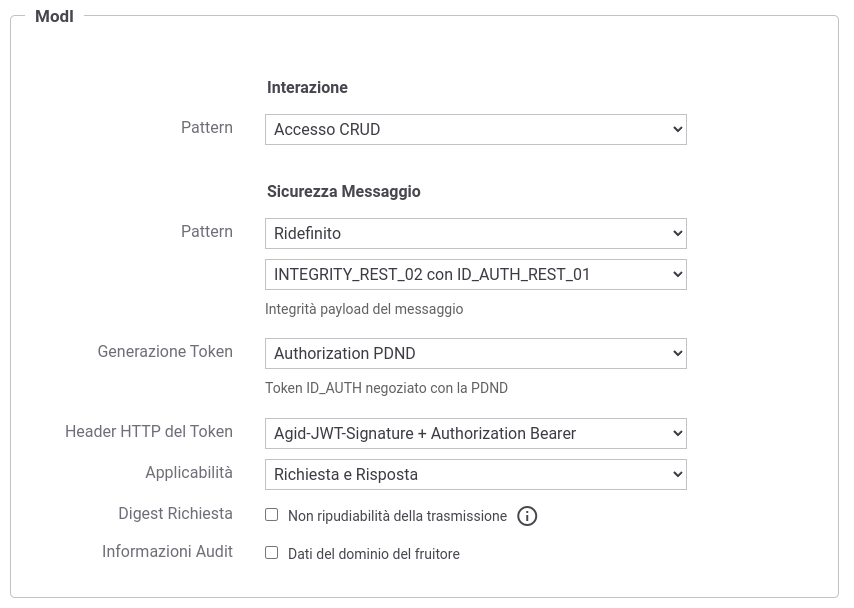 ModI
Interazione
Pattern Accesso CRUD
Sicurezza Messaggio
Pattern Ridefinito
INTEGRITY_REST_02 con ID_AUTH_REST_01
Integrità payload del messaggio
Generazione Token Authorization PDND
Token ID_AUTH negoziato con la PDND
Header HTTP del Token Agid-JWT-Signature + Authorization Bearer
Applicabilità Richiesta e Risposta
Digest Richiesta Non ripudiabilità della trasmissione
Informazioni Audit Dati del dominio del fruitore